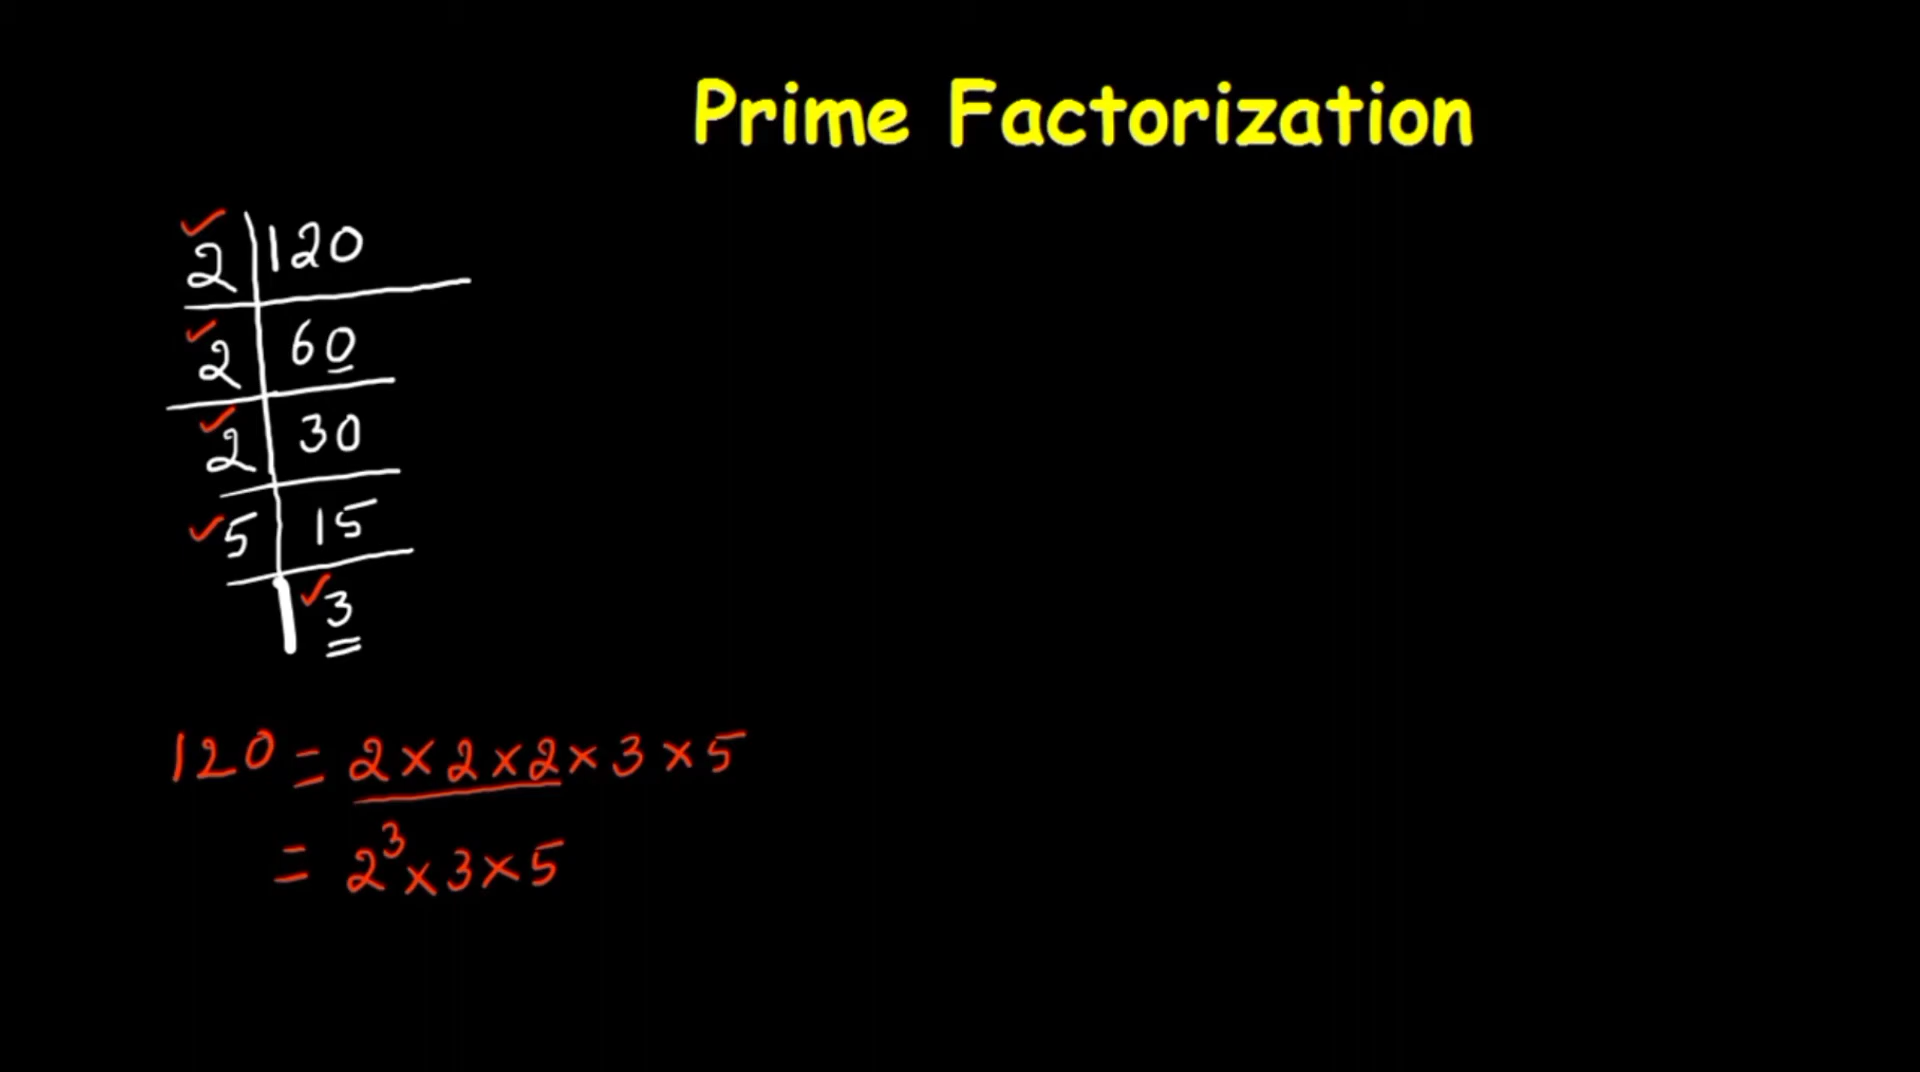 Prime Factorization
2 | 120
2 | 60
2 | 30
5 | 15
| 3
120 = 2 × 2 × 2 × 3 × 5
= 2³ × 3 × 5